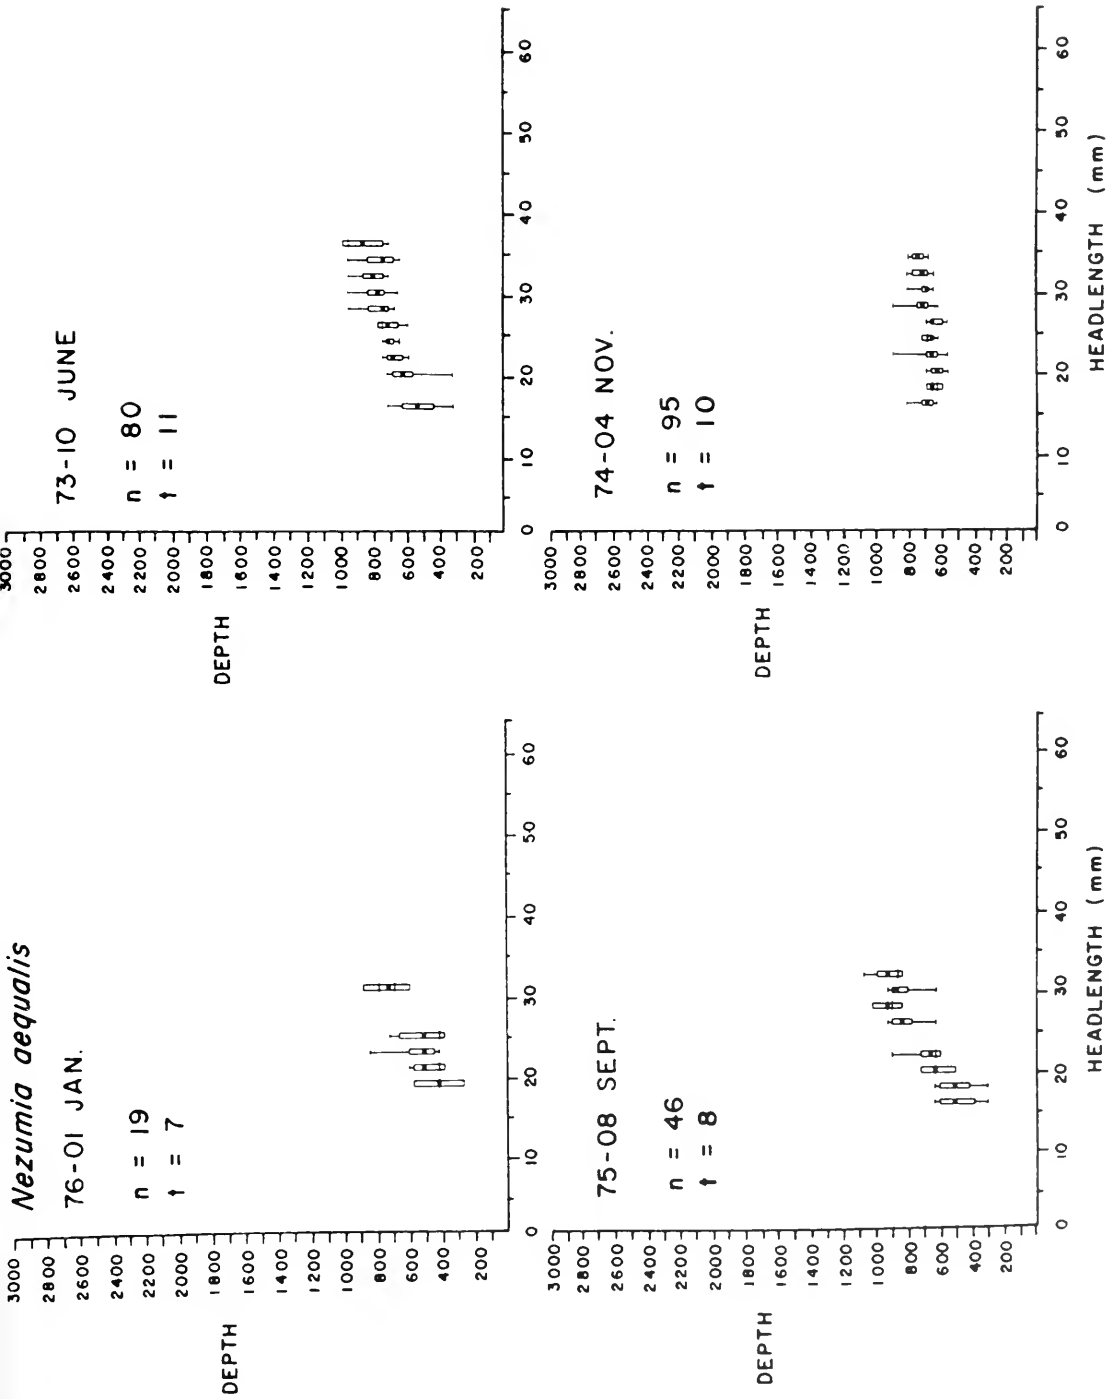 Nezumia aequalis
76-01 JAN.
n = 19
t = 7
3000
2800
2600
2400
2200
2000
1800
1600
1400
1200
1000
800
600
400
200
DEPTH
0 10 20 30 40 50 60
73-10 JUNE
n = 80
t = 11
3000
2800
2600
2400
2200
2000
1800
1600
1400
1200
1000
800
600
400
200
DEPTH
0 10 20 30 40 50 60
75-08 SEPT.
n = 46
t = 8
3000
2800
2600
2400
2200
2000
1800
1600
1400
1200
1000
800
600
400
200
DEPTH
0 10 20 30 40 50 60
HEADLENGTH (mm)
74-04 NOV.
n = 95
t = 10
3000
2800
2600
2400
2200
2000
1800
1600
1400
1200
1000
800
600
400
200
DEPTH
0 10 20 30 40 50 60
HEADLENGTH (mm)